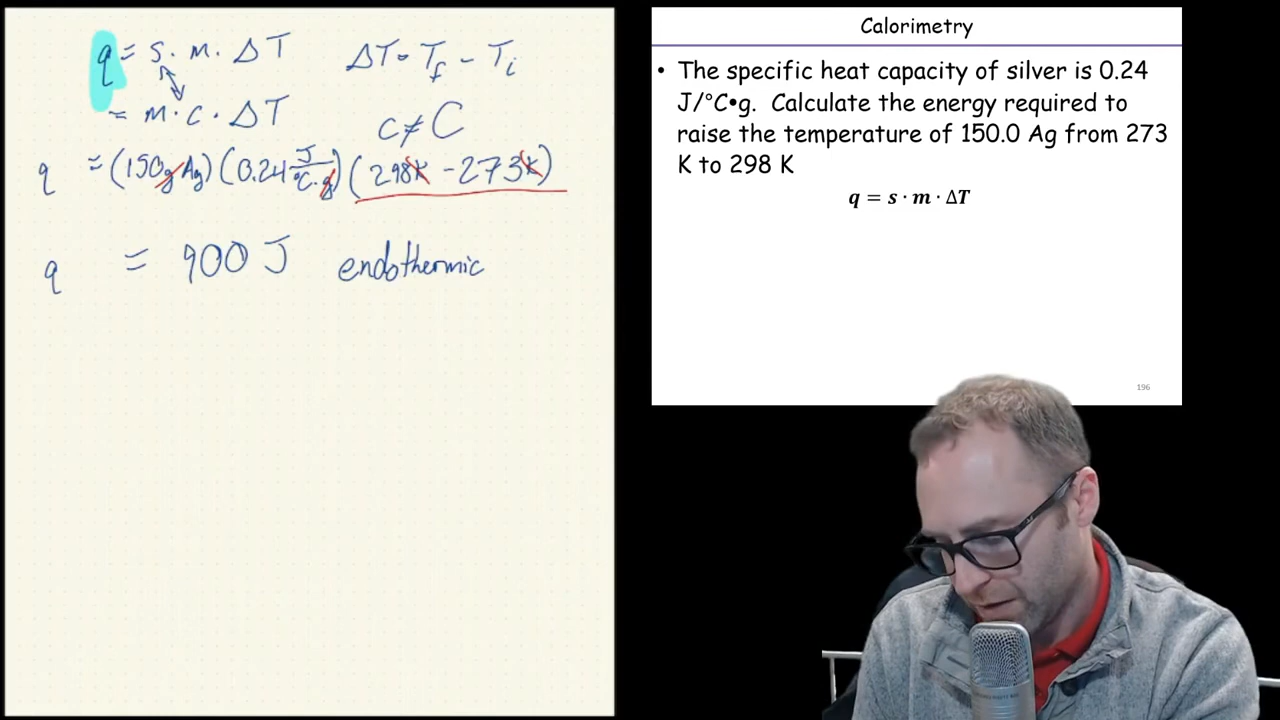 q = s. m. ΔT    ΔT = Tf - Ti
= m·c·ΔT    c ≠ C
q = (150g Ag) (0.24 J/°C·g) (298K - 273K)
q = 900 J    endothermic
Calorimetry
• The specific heat capacity of silver is 0.24
J/°C•g. Calculate the energy required to
raise the temperature of 150.0 Ag from 273
K to 298 K
q = s · m · ΔT
196